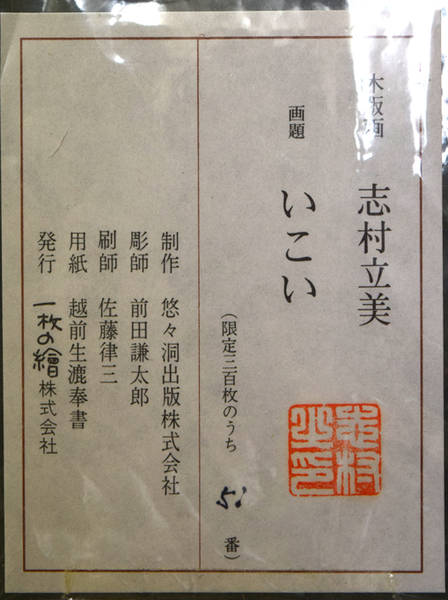 木版画 志村立美
画題 いこい
(限定三百枚のうち 51 番)
制作 悠々洞出版株式会社
彫師 前田謙太郎
刷師 佐藤律三
用紙 越前生漉奉書
発行 一枚の繪株式会社